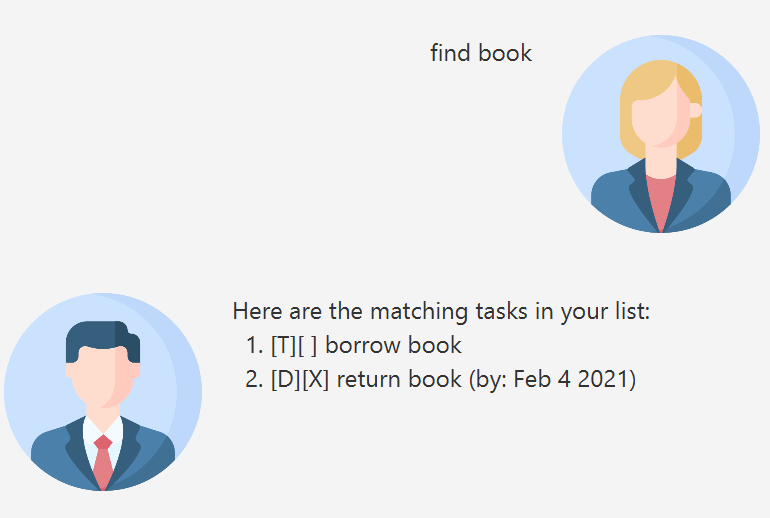 find book
Here are the matching tasks in your list:
1. [T][ ] borrow book
2. [D][X] return book (by: Feb 4 2021)